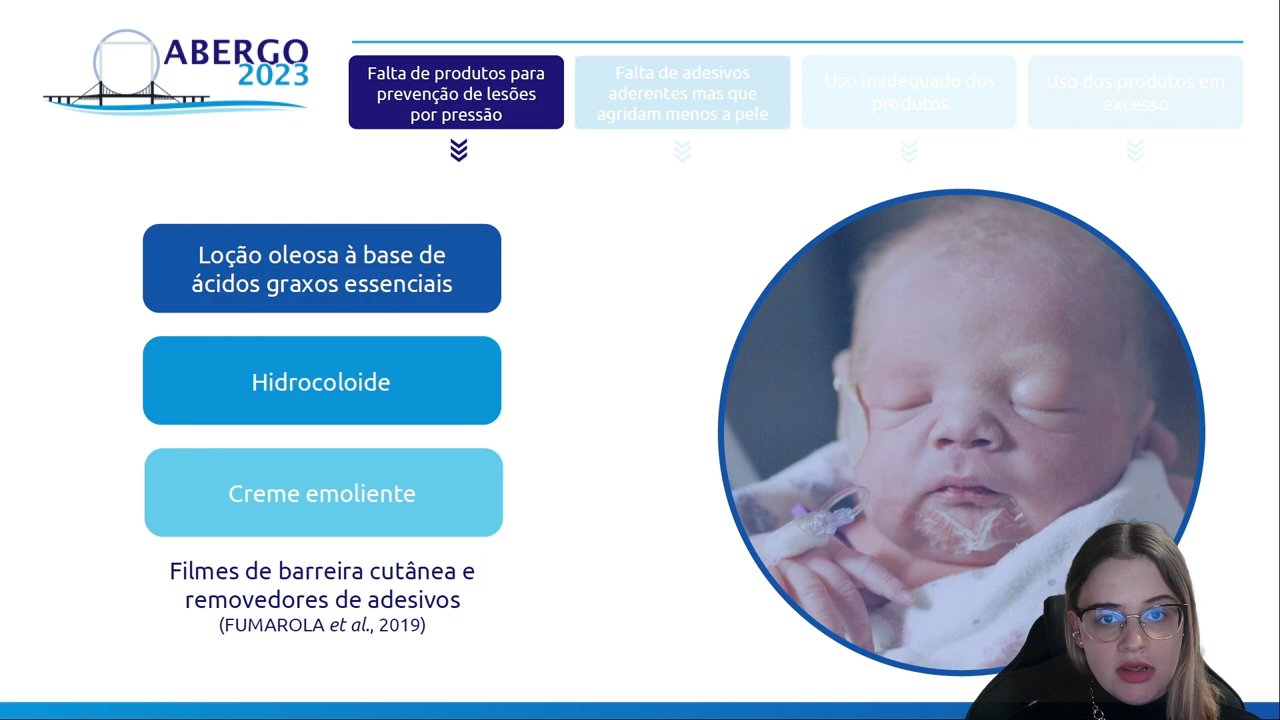 ABERGO
2023
Falta de produtos para
prevenção de lesões
por pressão
Falta de adesivos
aderentes mas que
agridam menos a pele
Uso inadequado dos
produtos
Uso dos produtos em
excesso
Loção oleosa à base de
ácidos graxos essenciais
Hidrocoloide
Creme emoliente
Filmes de barreira cutânea e
removedores de adesivos
(FUMAROLA et al., 2019)